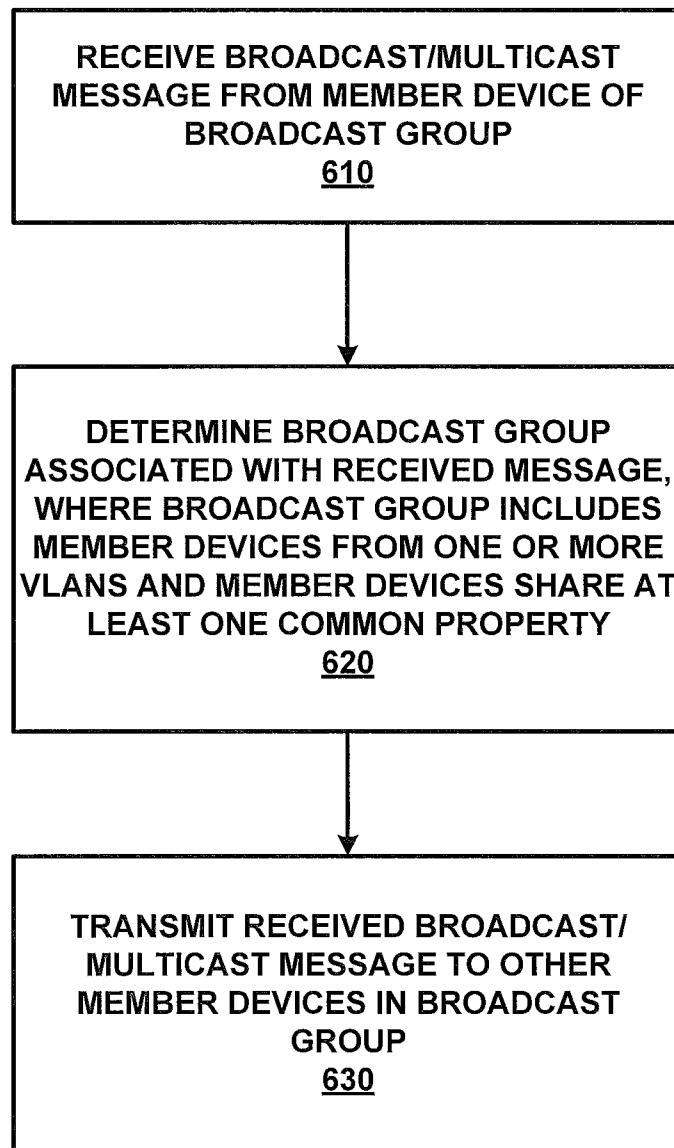 RECEIVE BROADCAST/MULTICAST
MESSAGE FROM MEMBER DEVICE OF
BROADCAST GROUP
610
DETERMINE BROADCAST GROUP
ASSOCIATED WITH RECEIVED MESSAGE,
WHERE BROADCAST GROUP INCLUDES
MEMBER DEVICES FROM ONE OR MORE
VLANS AND MEMBER DEVICES SHARE AT
LEAST ONE COMMON PROPERTY
620
TRANSMIT RECEIVED BROADCAST/
MULTICAST MESSAGE TO OTHER
MEMBER DEVICES IN BROADCAST
GROUP
630